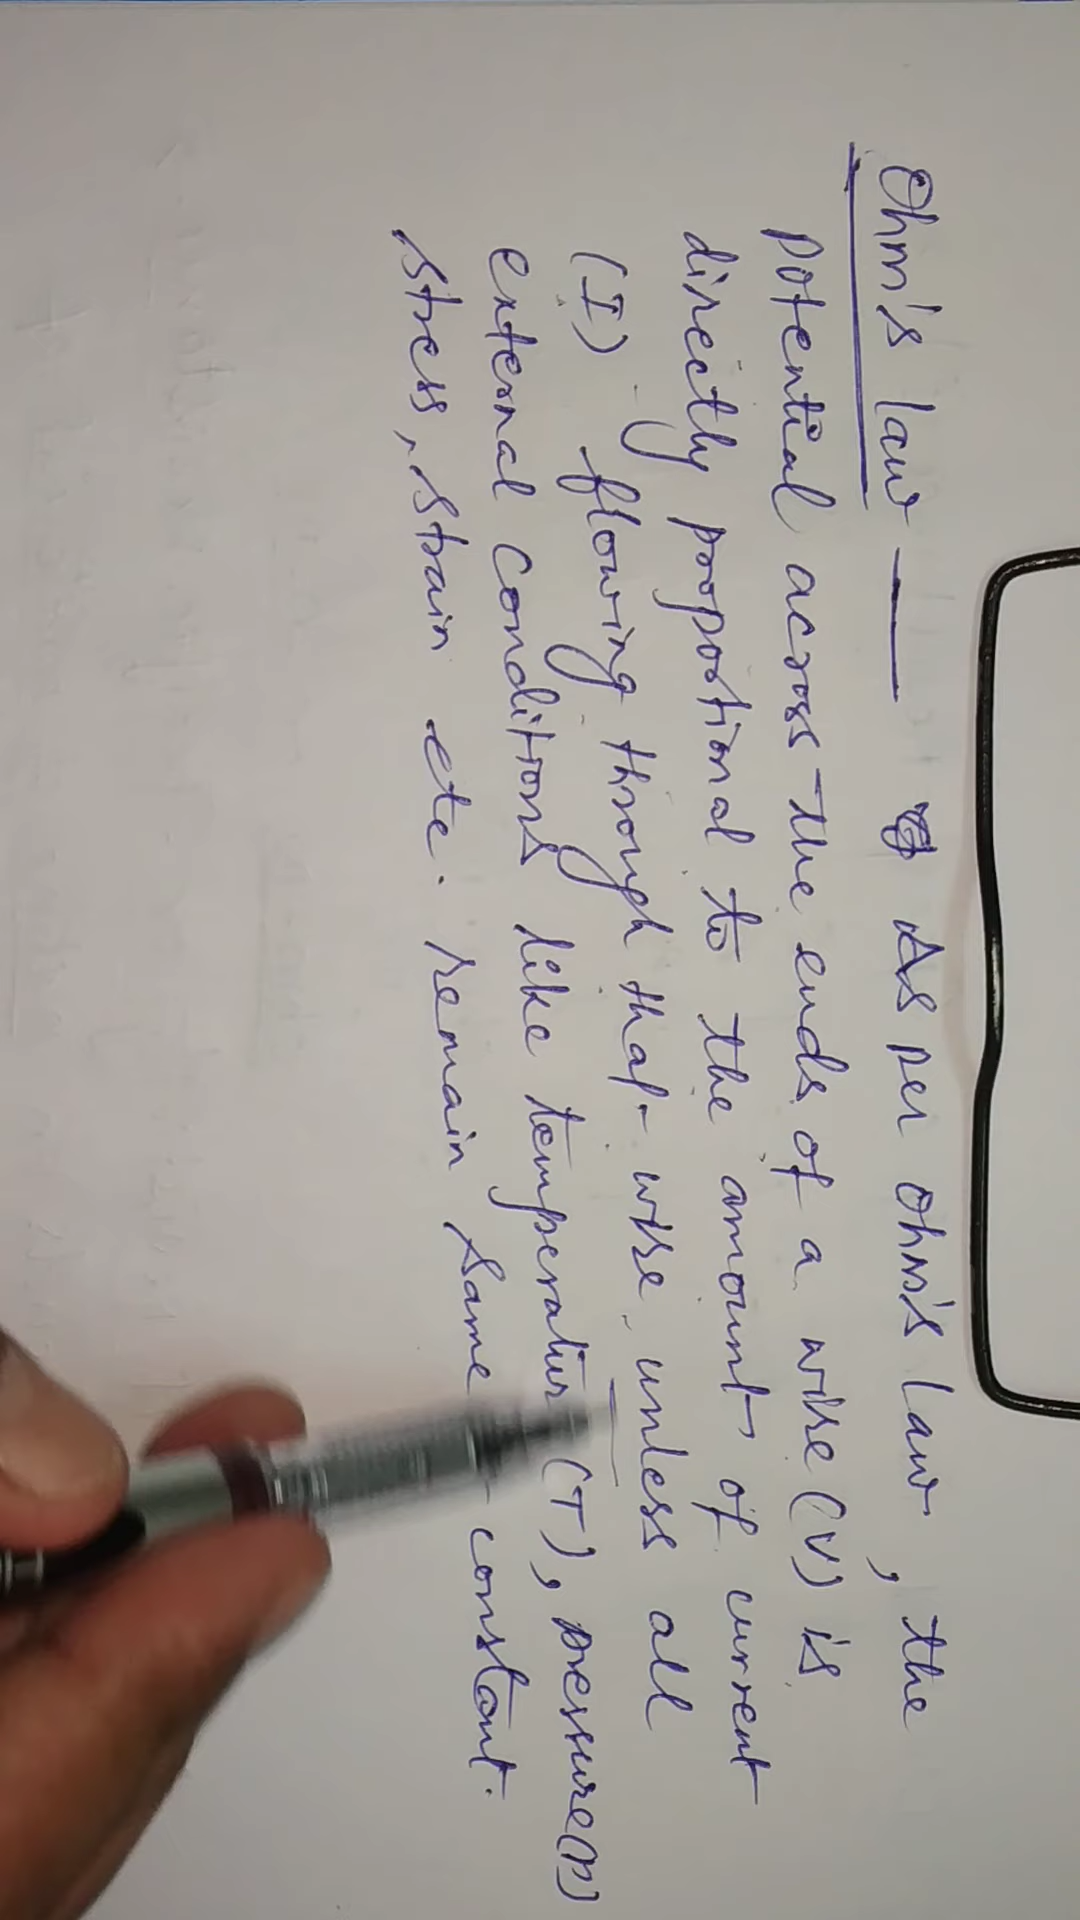 Ohm's law — As per Ohm's law, the
potential across the ends of a wire (V) is
directly proportional to the amount of current
(I) flowing through that wire, unless all
external conditions like temperature (T), pressure(P)
stress, strain etc. remain same constant.